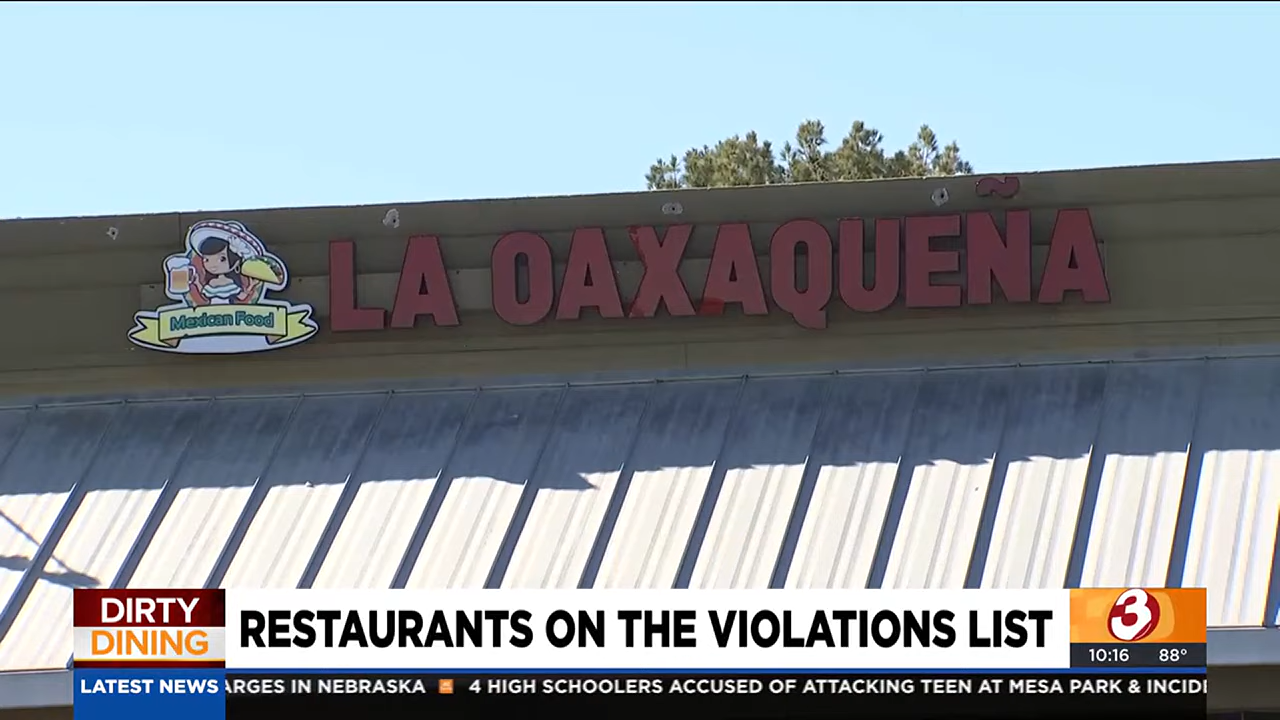 LA OAXAQUEÑA
Mexican Food
DIRTY
DINING
RESTAURANTS ON THE VIOLATIONS LIST
3
10:16 88°
LATEST NEWS
ARGES IN NEBRASKA 4 HIGH SCHOOLERS ACCUSED OF ATTACKING TEEN AT MESA PARK & INCIDE